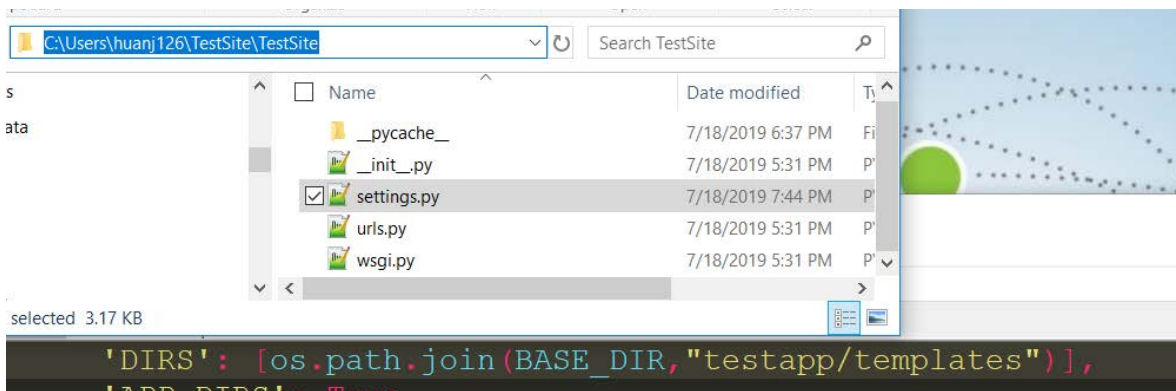 C:\Users\huanj126\TestSite\TestSite
Search TestSite
Name
Date modified
__pycache__
7/18/2019 6:37 PM
Fi
__init__.py
7/18/2019 5:31 PM
settings.py
7/18/2019 7:44 PM
urls.py
7/18/2019 5:31 PM
wsgi.py
7/18/2019 5:31 PM
s
ata
selected 3.17 KB
'DIRS': [os.path.join(BASE_DIR,"testapp/templates")],